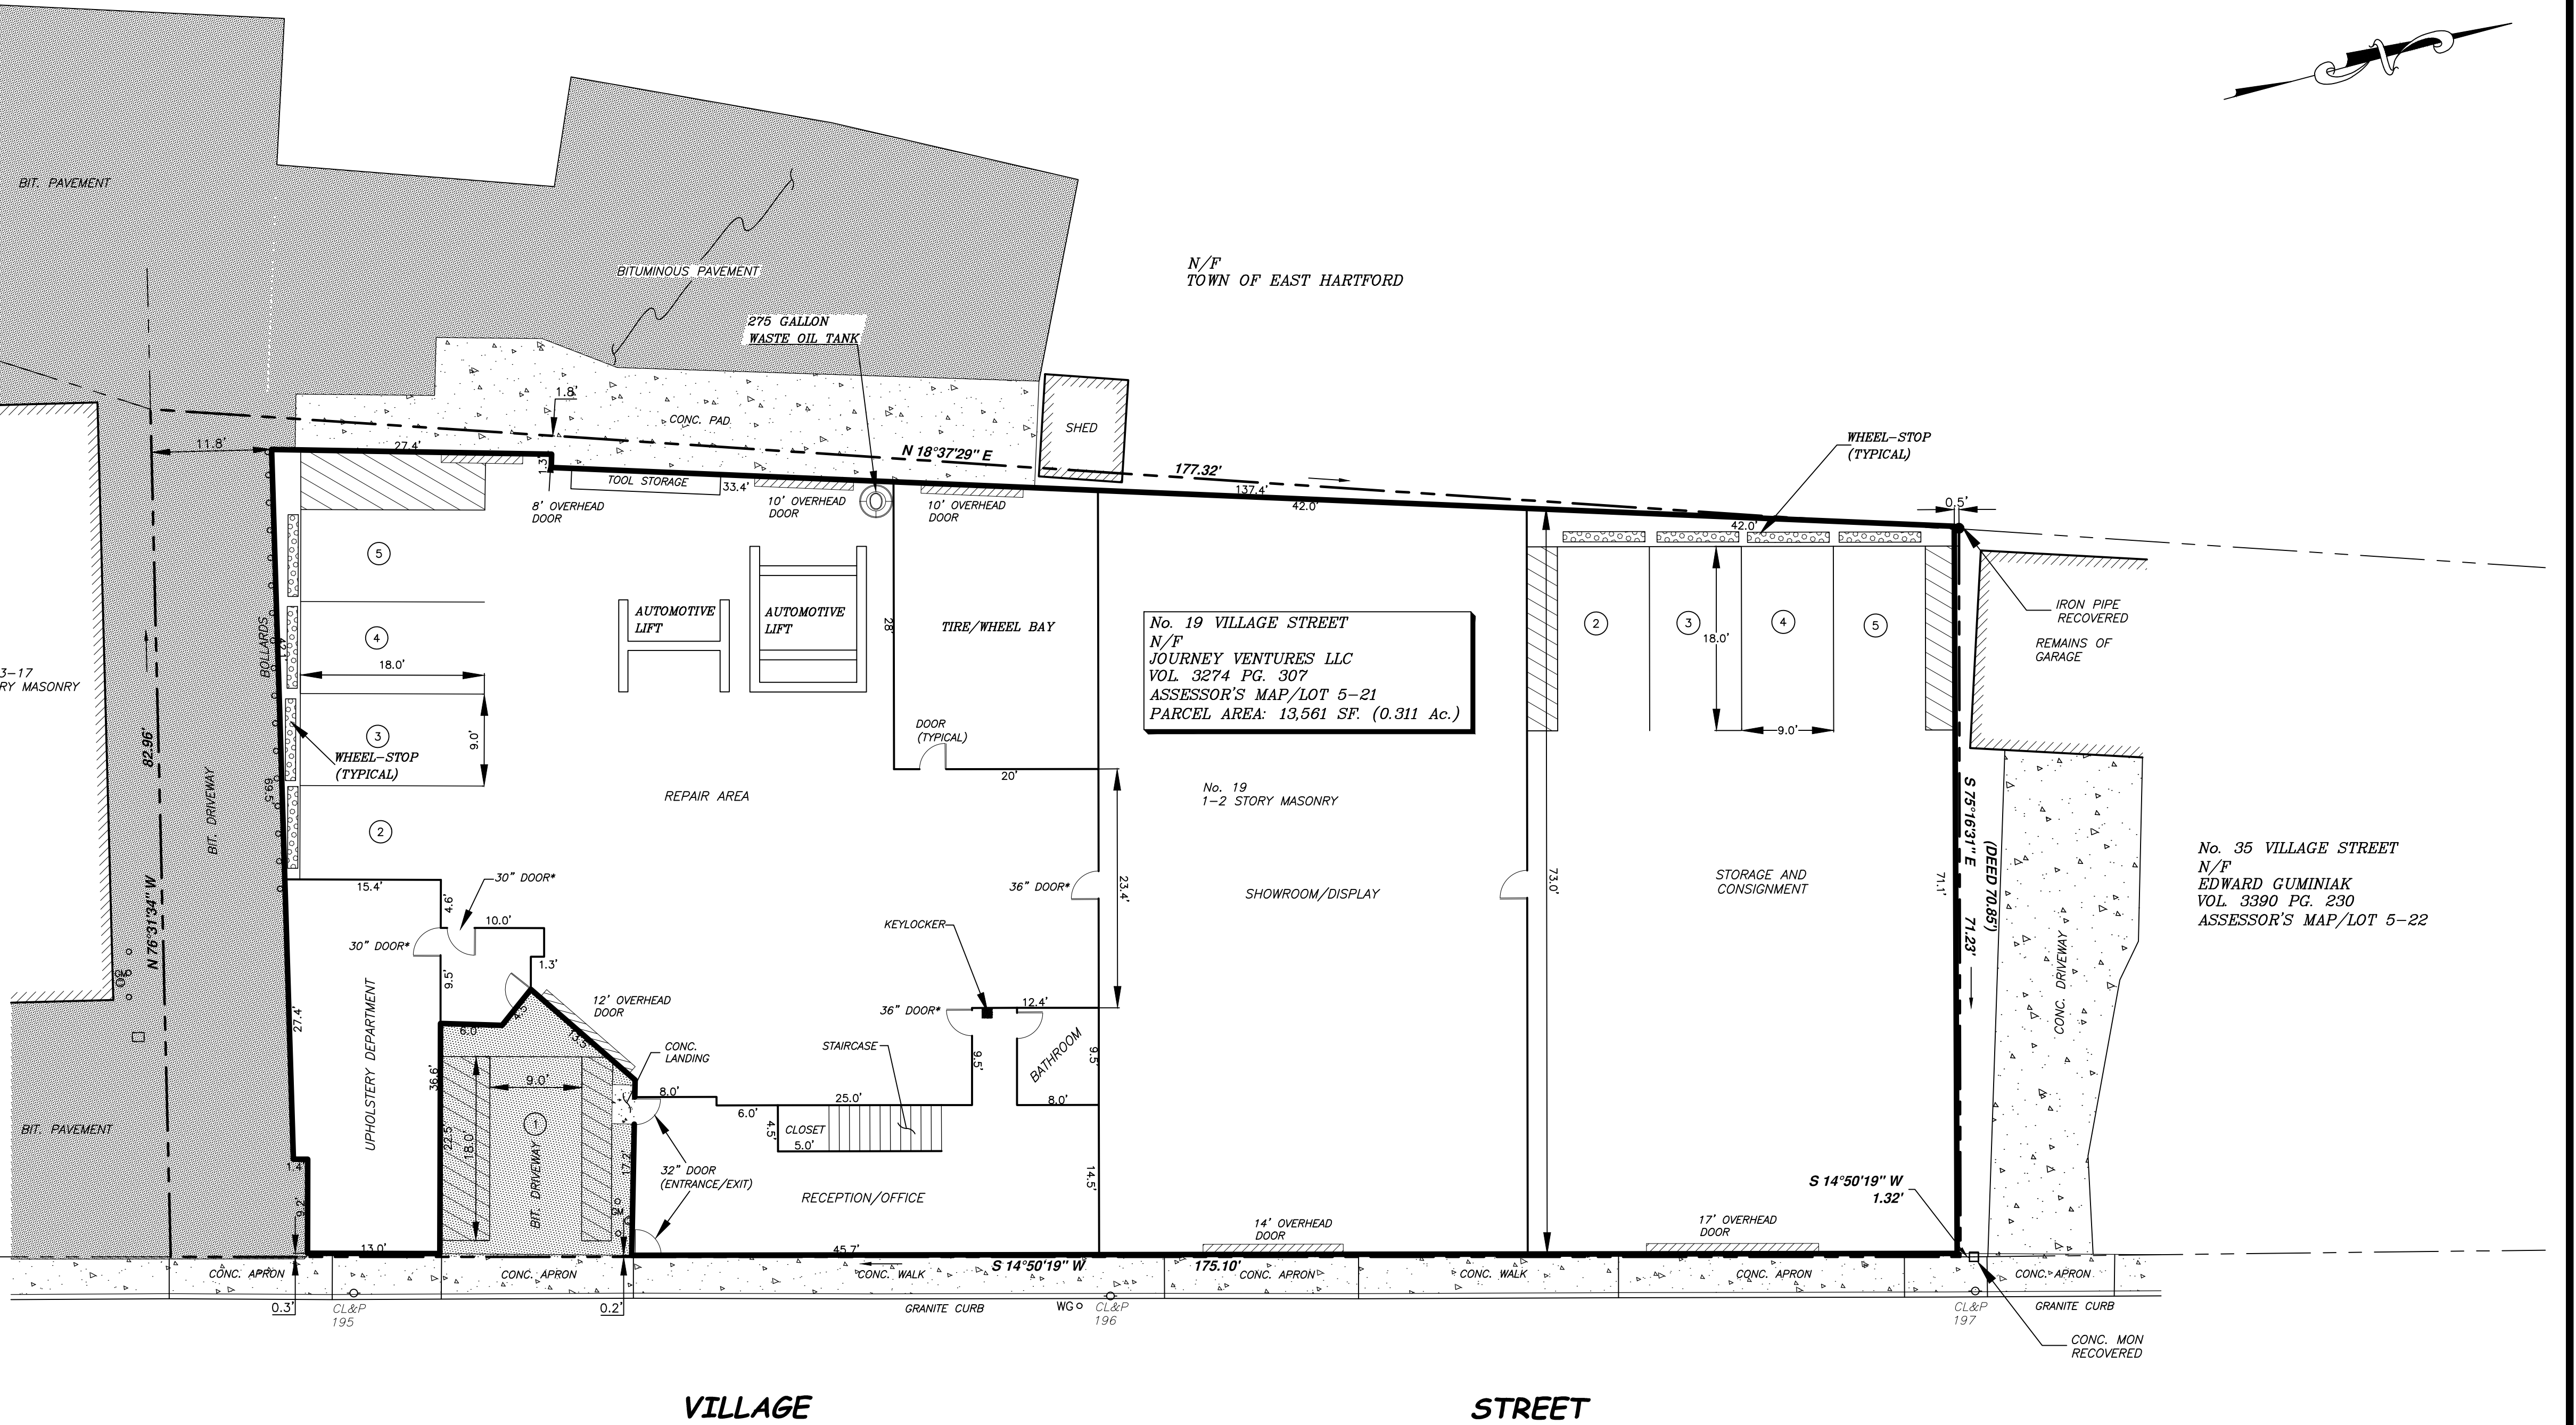 N
BIT. PAVEMENT
BITUMINOUS PAVEMENT
N/F
TOWN OF EAST HARTFORD
275 GALLON
WASTE OIL TANK
1.8'
CONC. PAD
SHED
WHEEL-STOP
(TYPICAL)
11.8'
27.4'
1.3'
N 18°37'29" E
177.32'
TOOL STORAGE
33.4'
137.4'
42.0'
42.0'
0.5'
8' OVERHEAD
DOOR
10' OVERHEAD
DOOR
10' OVERHEAD
DOOR
5
4
18.0'
3
9.0'
2
WHEEL-STOP
(TYPICAL)
BOLLARDS
42.1'
69.5'
82.96'
N 76°31'34" W
BIT. DRIVEWAY
3-17
RY MASONRY
AUTOMOTIVE
LIFT
AUTOMOTIVE
LIFT
28'
TIRE/WHEEL BAY
DOOR
(TYPICAL)
20'
REPAIR AREA
No. 19 VILLAGE STREET
N/F
JOURNEY VENTURES LLC
VOL. 3274 PG. 307
ASSESSOR'S MAP/LOT 5-21
PARCEL AREA: 13,561 SF. (0.311 Ac.)
No. 19
1-2 STORY MASONRY
SHOWROOM/DISPLAY
2
3
4
5
18.0'
9.0'
73.0'
STORAGE AND
CONSIGNMENT
71.1'
IRON PIPE
RECOVERED
REMAINS OF
GARAGE
S 75°16'31" E
71.23'
(DEED 70.85')
CONC. DRIVEWAY
No. 35 VILLAGE STREET
N/F
EDWARD GUMINIAK
VOL. 3390 PG. 230
ASSESSOR'S MAP/LOT 5-22
15.4'
4.6'
30" DOOR*
10.0'
30" DOOR*
1.3'
9.5'
12' OVERHEAD
DOOR
6.0'
4.5'
13.5'
CONC.
LANDING
36" DOOR*
23.4'
KEYLOCKER
36" DOOR*
12.4'
STAIRCASE
9.5'
BATHROOM
9.5'
8.0'
8.0'
6.0'
25.0'
4.5'
CLOSET
5.0'
GM
27.4'
UPHOLSTERY DEPARTMENT
36.6'
22.5'
18.0'
9.0'
1
BIT. DRIVEWAY
17.2'
GM
32" DOOR
(ENTRANCE/EXIT)
RECEPTION/OFFICE
14.5'
BIT. PAVEMENT
1.4'
9.2'
13.0'
45.7'
14' OVERHEAD
DOOR
17' OVERHEAD
DOOR
S 14°50'19" W
1.32'
CONC. APRON
CONC. APRON
CONC. WALK
S 14°50'19" W
175.10'
CONC. APRON
CONC. WALK
CONC. APRON
CONC. APRON
0.3'
CL&P
195
0.2'
GRANITE CURB
WG
CL&P
196
CL&P
197
GRANITE CURB
CONC. MON
RECOVERED
VILLAGE STREET